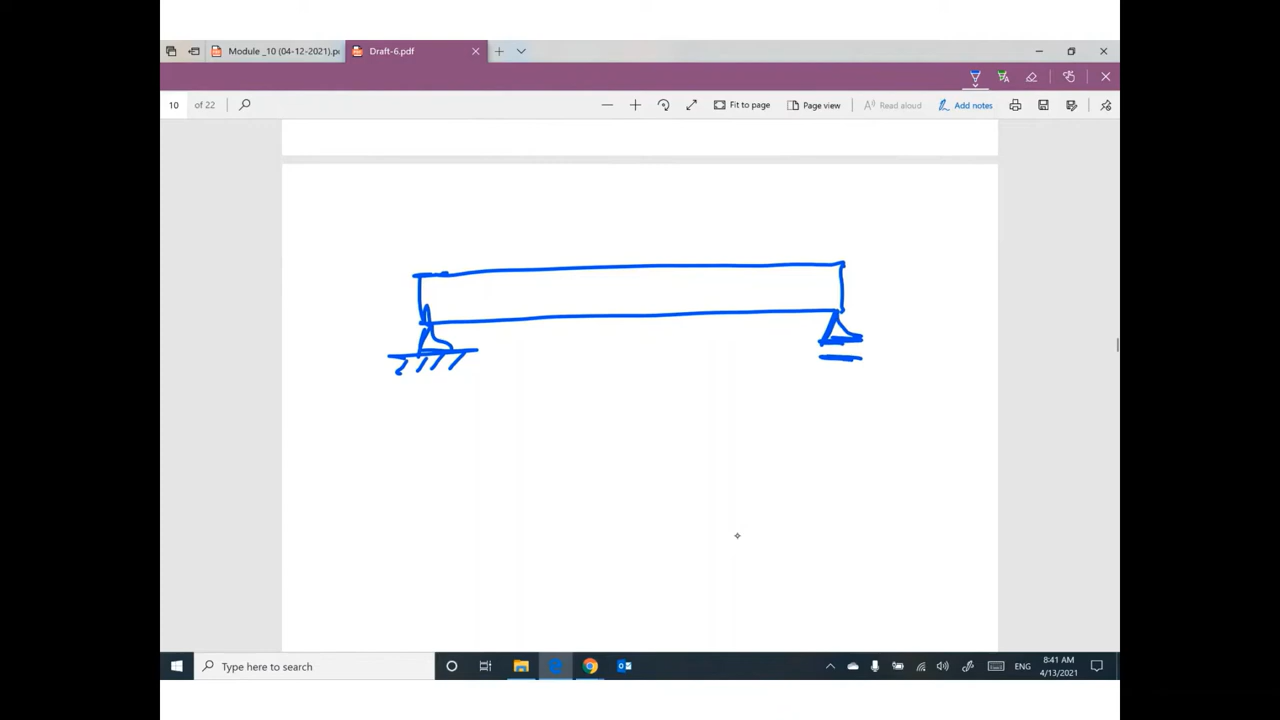 Module _10 (04-12-2021).p
Draft-6.pdf
10 of 22
Fit to page
Page view
Read aloud
Add notes
Type here to search
ENG
8:41 AM
4/13/2021